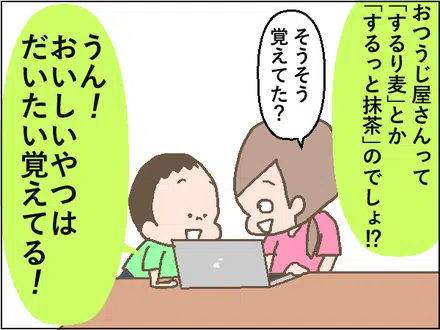 おつうじ屋さんって
「するり麦」とか
「するっと抹茶」のでしょ!?
そうそう
覚えてた?
うん!
おいしいやつは
だいたい覚えてる!